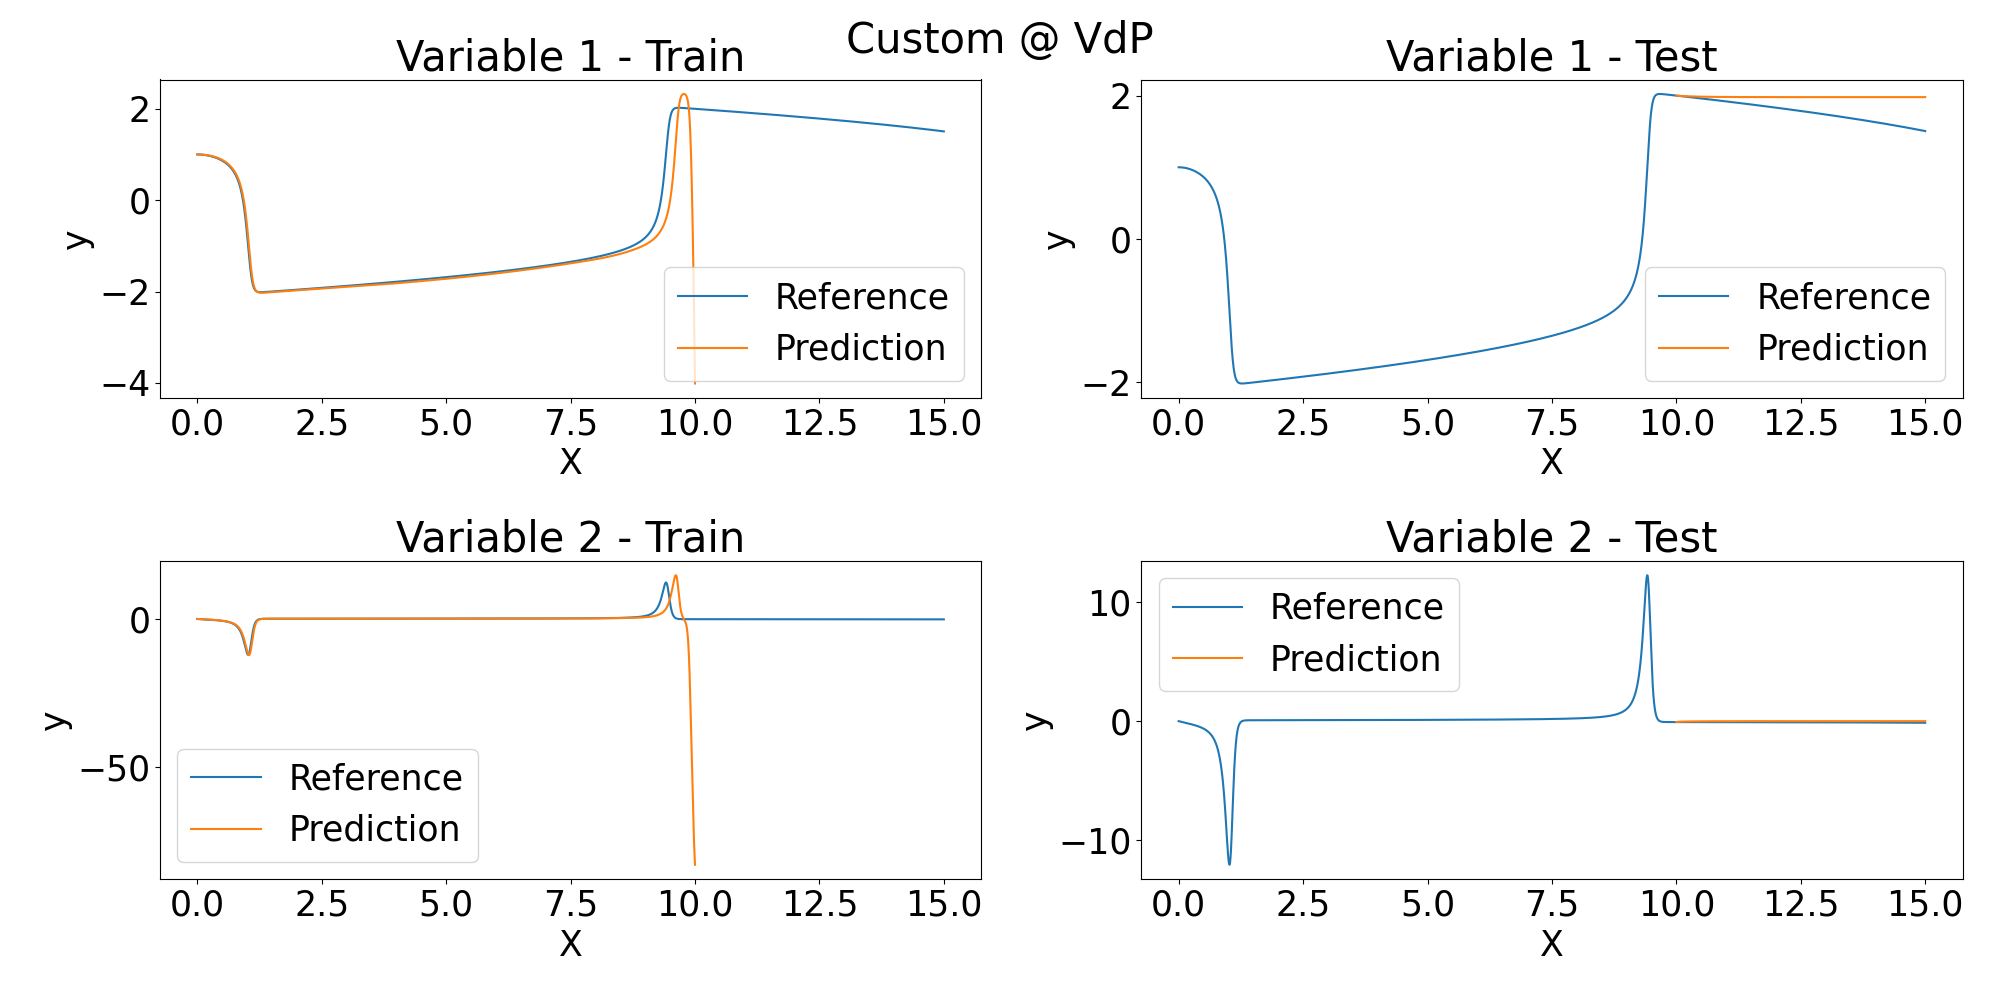 Custom @ VdP
Variable 1 - Train
2
0
−2
−4
y
0.0 2.5 5.0 7.5 10.0 12.5 15.0
X
Reference
Prediction
Variable 1 - Test
2
0
−2
y
0.0 2.5 5.0 7.5 10.0 12.5 15.0
X
Reference
Prediction
Variable 2 - Train
0
−50
y
0.0 2.5 5.0 7.5 10.0 12.5 15.0
X
Reference
Prediction
Variable 2 - Test
10
0
−10
y
0.0 2.5 5.0 7.5 10.0 12.5 15.0
X
Reference
Prediction